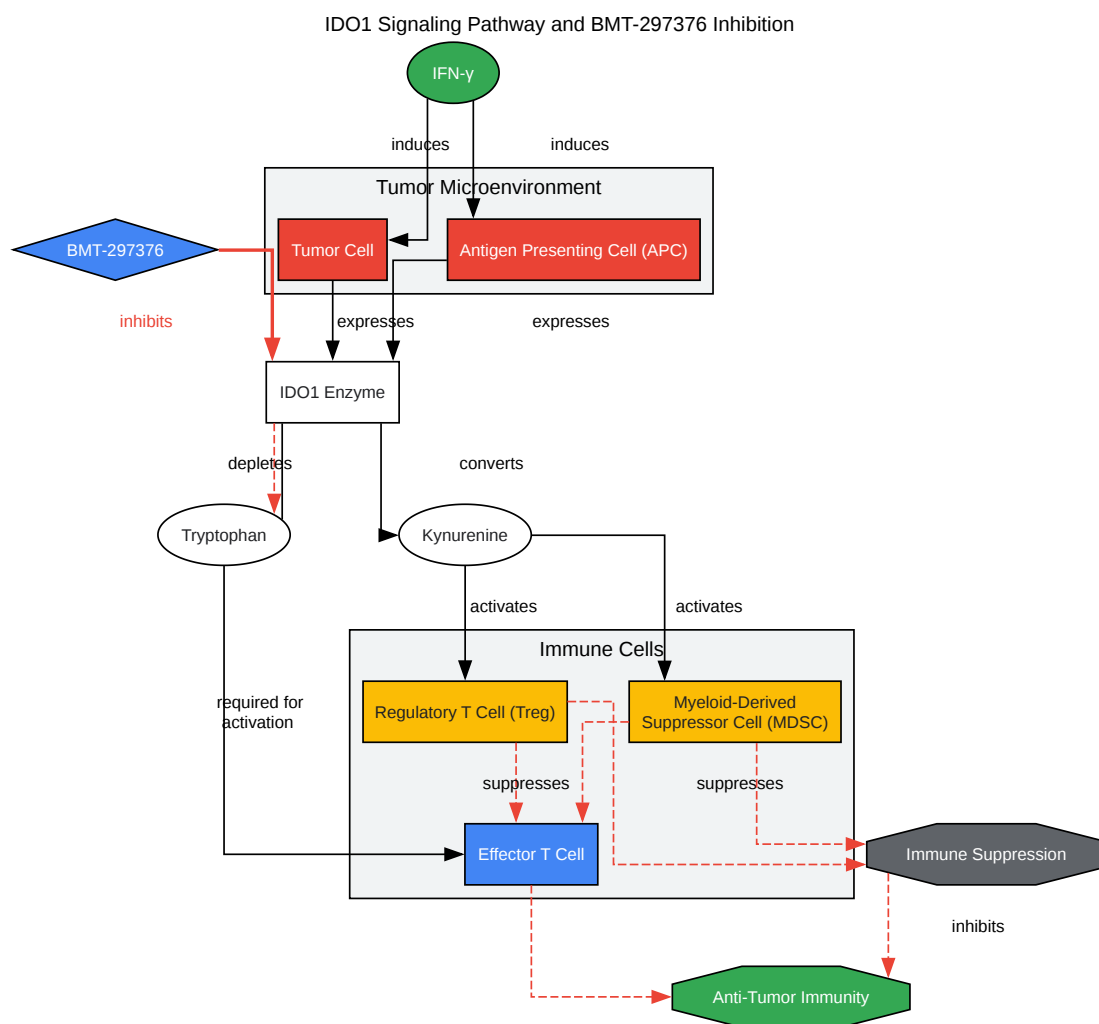 IDO1 Signaling Pathway and BMT-297376 Inhibition
IFN-γ
induces
induces
Tumor Microenvironment
BMT-297376
Tumor Cell
Antigen Presenting Cell (APC)
inhibits
expresses
expresses
IDO1 Enzyme
depletes
converts
Tryptophan
Kynurenine
activates
activates
Immune Cells
required for
activation
Regulatory T Cell (Treg)
Myeloid-Derived
Suppressor Cell (MDSC)
suppresses
suppresses
Effector T Cell
Immune Suppression
inhibits
Anti-Tumor Immunity